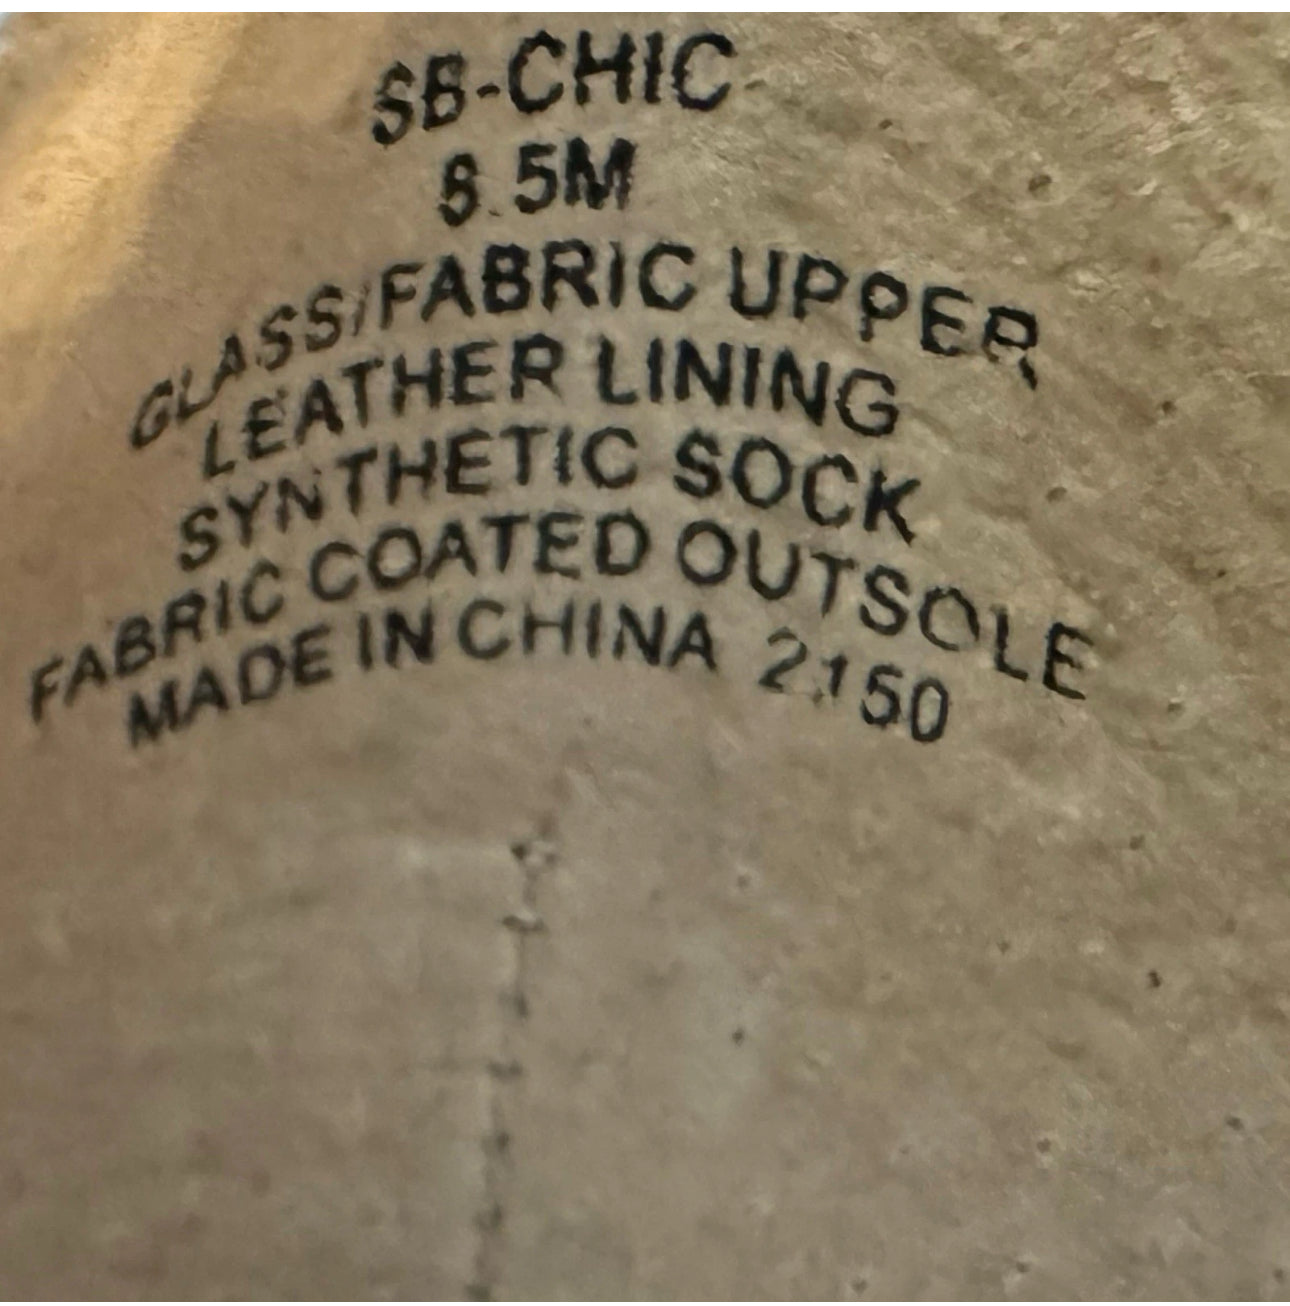 SB-CHIC
8.5M
GLASS/FABRIC UPPER
LEATHER LINING
SYNTHETIC SOCK
FABRIC COATED OUTSOLE
MADE IN CHINA 2150